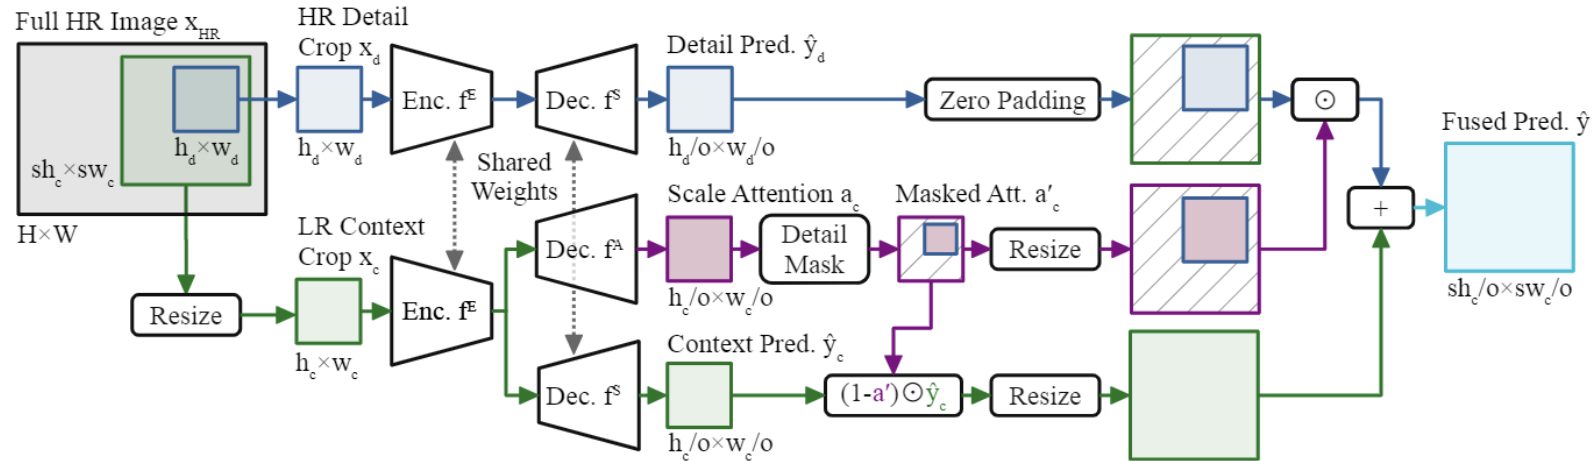 Full HR Image x_HR
HR Detail
Crop x_d
Enc. f^E
Dec. f^S
Detail Pred. ŷ_d
Zero Padding
⊙
Fused Pred. ŷ
h_d×w_d
sh_c×sw_c
H×W
h_d×w_d
Shared
Weights
h_d/o×w_d/o
LR Context
Crop x_c
Scale Attention a_c
Masked Att. a′_c
Dec. f^A
Detail
Mask
Resize
+
sh_c/o×sw_c/o
Resize
h_c×w_c
Enc. f^E
h_c/o×w_c/o
Context Pred. ŷ_c
Dec. f^S
(1-a′)⊙ŷ_c
Resize
h_c/o×w_c/o